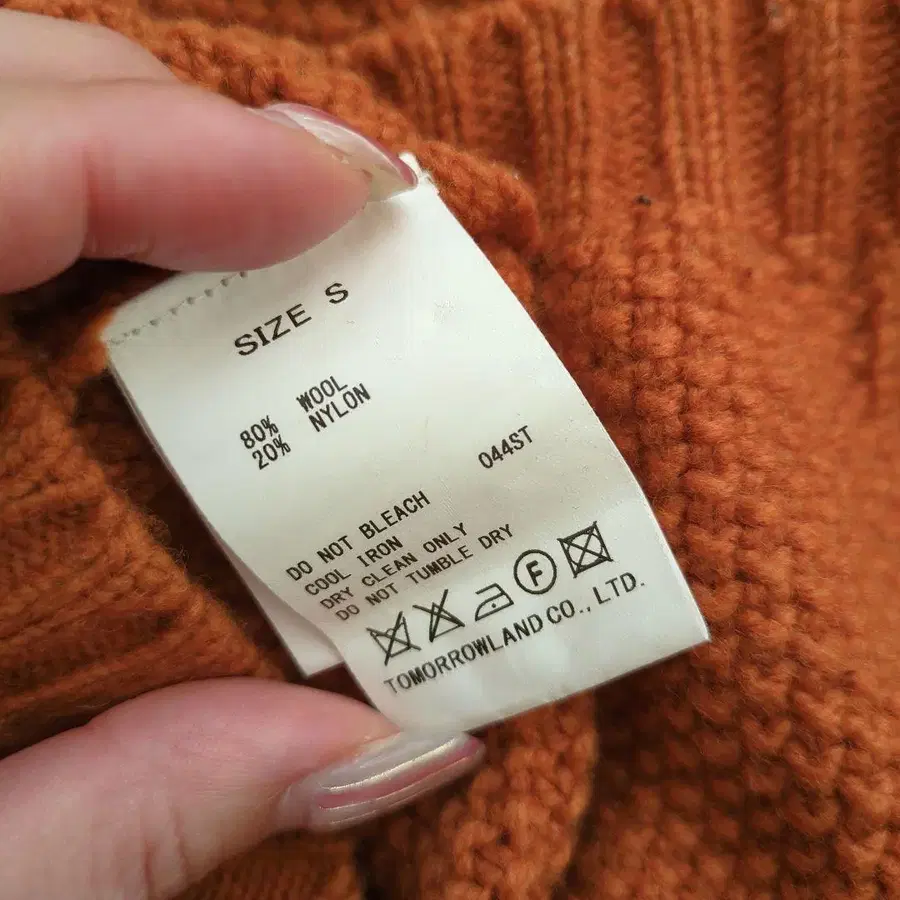 SIZE S
80% WOOL
20% NYLON
044ST
DO NOT BLEACH
COOL IRON
DRY CLEAN ONLY
DO NOT TUMBLE DRY
F
TOMORROWLAND CO., LTD.